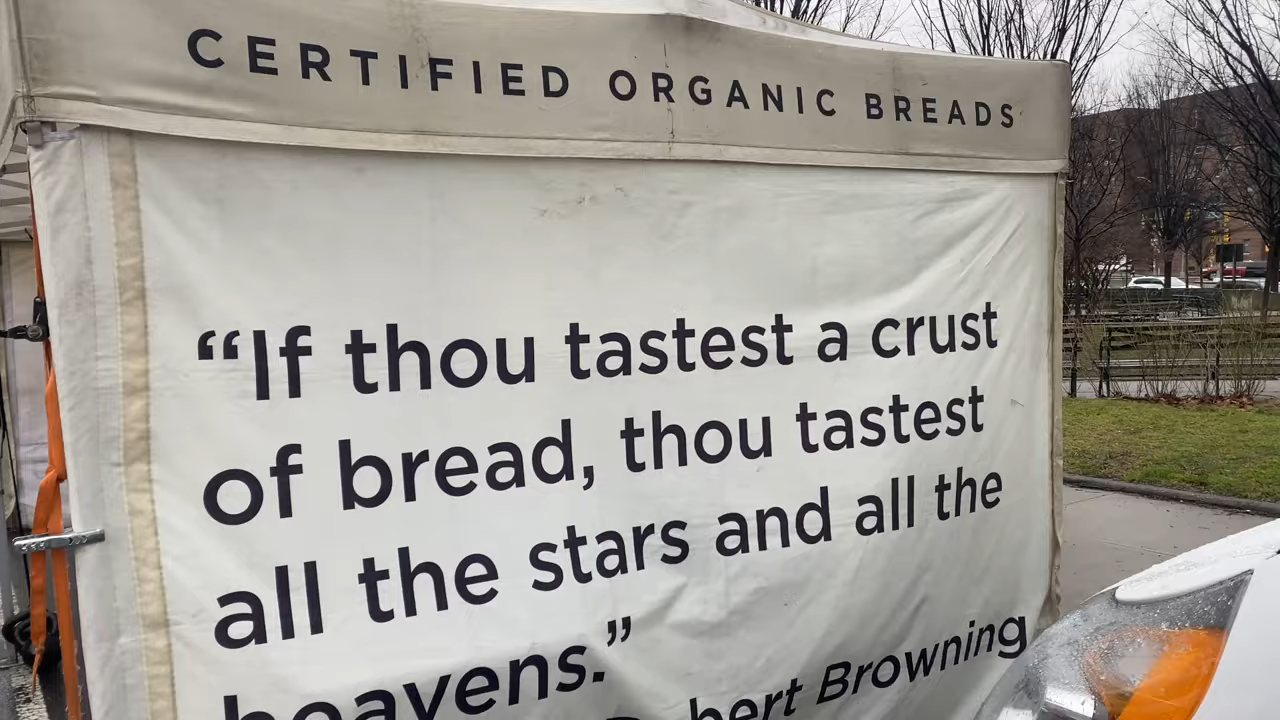 CERTIFIED ORGANIC BREADS
“If thou tastest a crust
of bread, thou tastest
all the stars and all the
heavens.”
Robert Browning